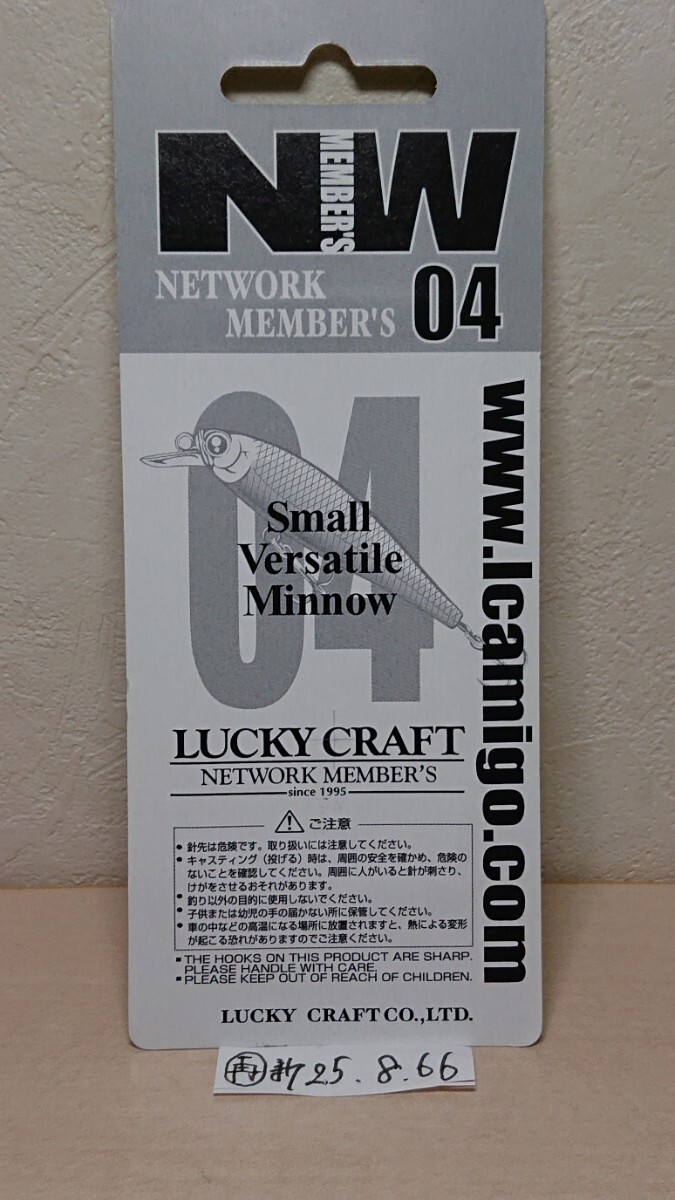 NW
MEMBER'S
NETWORK
MEMBER'S 04
www.lcamigo.com
04
Small
Versatile
Minnow
LUCKY CRAFT
NETWORK MEMBER'S
since 1995
ご注意
• 針先は危険です。取り扱いには注意してください。
• キャスティング（投げる）時は、周囲の安全を確かめ、危険の
ないことを確認してください。周囲に人がいると針が刺さり、
けがをさせるおそれがあります。
• 釣り以外の目的に使用しないでください。
• 子供または幼児の手の届かない所に保管してください。
• 車の中などの高温になる場所に放置されますと、熱による変形
が起こる恐れがありますのでご注意ください。
▪ THE HOOKS ON THIS PRODUCT ARE SHARP.
PLEASE HANDLE WITH CARE.
▪ PLEASE KEEP OUT OF REACH OF CHILDREN.
LUCKY CRAFT CO.,LTD.
再 新 25.8.66